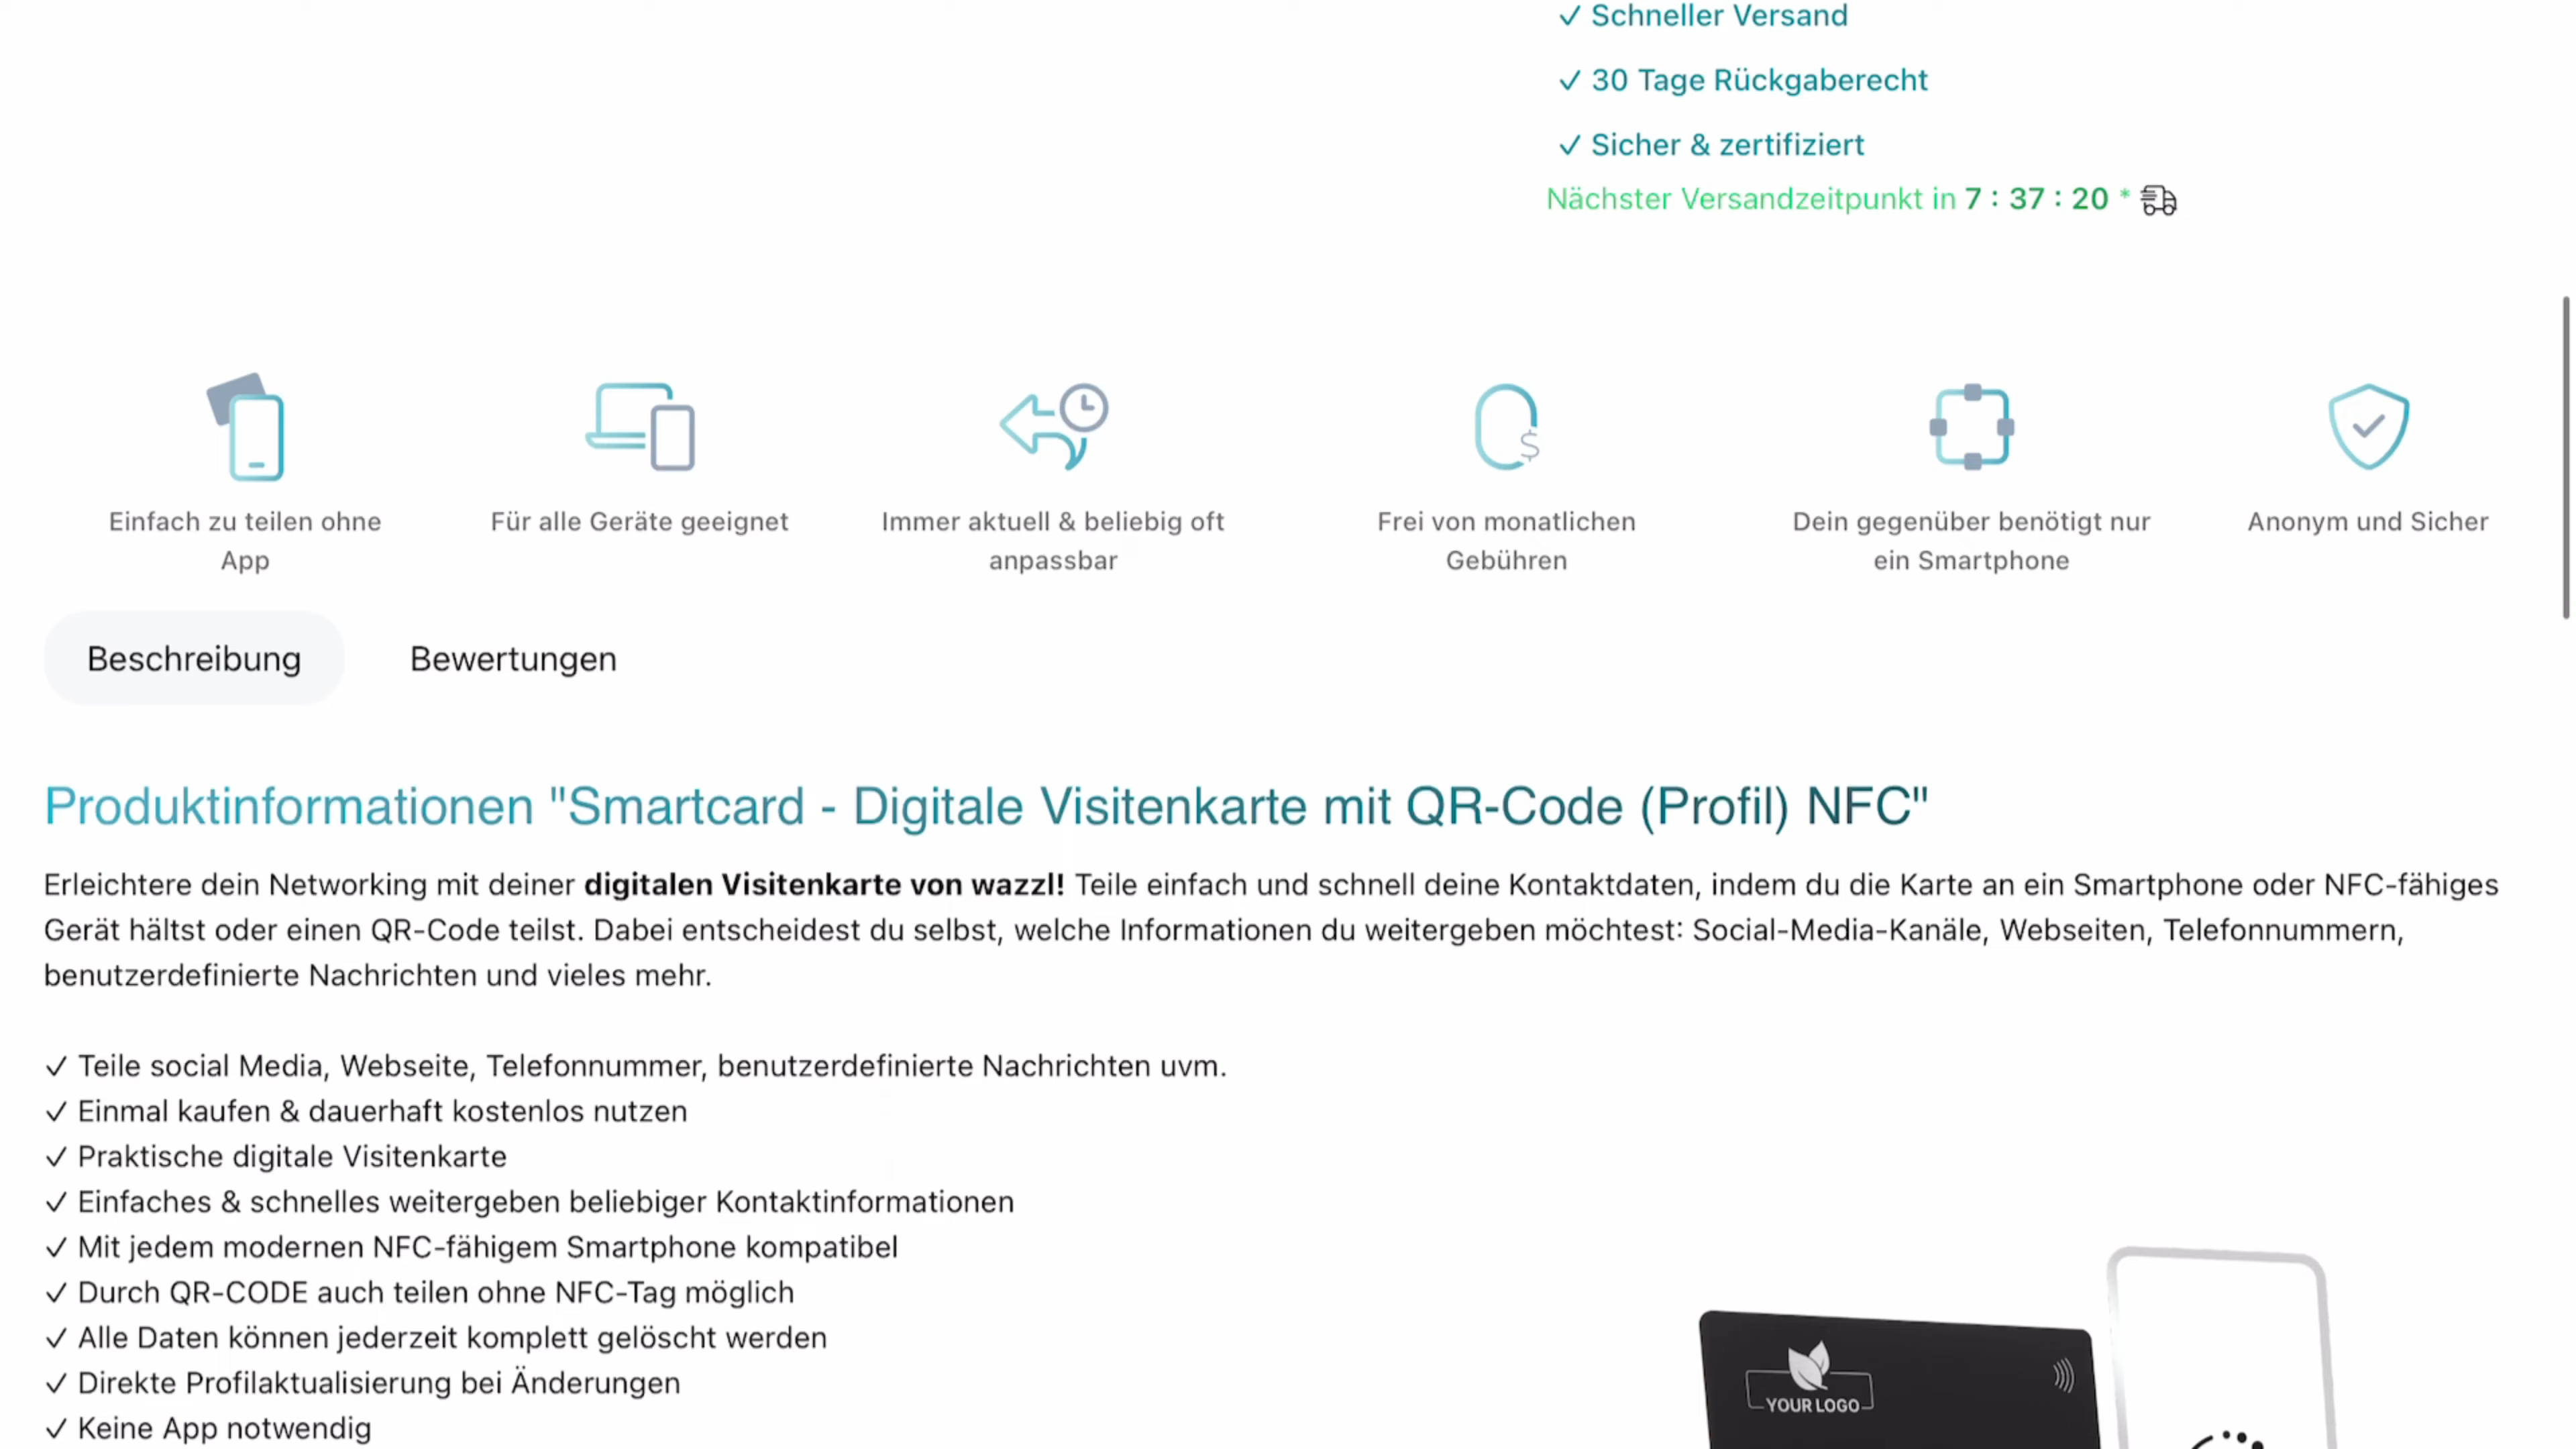 ✓ Schneller Versand
✓ 30 Tage Rückgaberecht
✓ Sicher & zertifiziert
Nächster Versandzeitpunkt in 7 : 37 : 20 *
Einfach zu teilen ohne
App
Für alle Geräte geeignet
Immer aktuell & beliebig oft
anpassbar
$
Frei von monatlichen
Gebühren
Dein gegenüber benötigt nur
ein Smartphone
Anonym und Sicher
Beschreibung
Bewertungen
Produktinformationen "Smartcard - Digitale Visitenkarte mit QR-Code (Profil) NFC"
Erleichtere dein Networking mit deiner digitalen Visitenkarte von wazzl! Teile einfach und schnell deine Kontaktdaten, indem du die Karte an ein Smartphone oder NFC-fähiges
Gerät hältst oder einen QR-Code teilst. Dabei entscheidest du selbst, welche Informationen du weitergeben möchtest: Social-Media-Kanäle, Webseiten, Telefonnummern,
benutzerdefinierte Nachrichten und vieles mehr.
✓ Teile social Media, Webseite, Telefonnummer, benutzerdefinierte Nachrichten uvm.
✓ Einmal kaufen & dauerhaft kostenlos nutzen
✓ Praktische digitale Visitenkarte
✓ Einfaches & schnelles weitergeben beliebiger Kontaktinformationen
✓ Mit jedem modernen NFC-fähigem Smartphone kompatibel
✓ Durch QR-CODE auch teilen ohne NFC-Tag möglich
✓ Alle Daten können jederzeit komplett gelöscht werden
✓ Direkte Profilaktualisierung bei Änderungen
✓ Keine App notwendig
YOUR LOGO